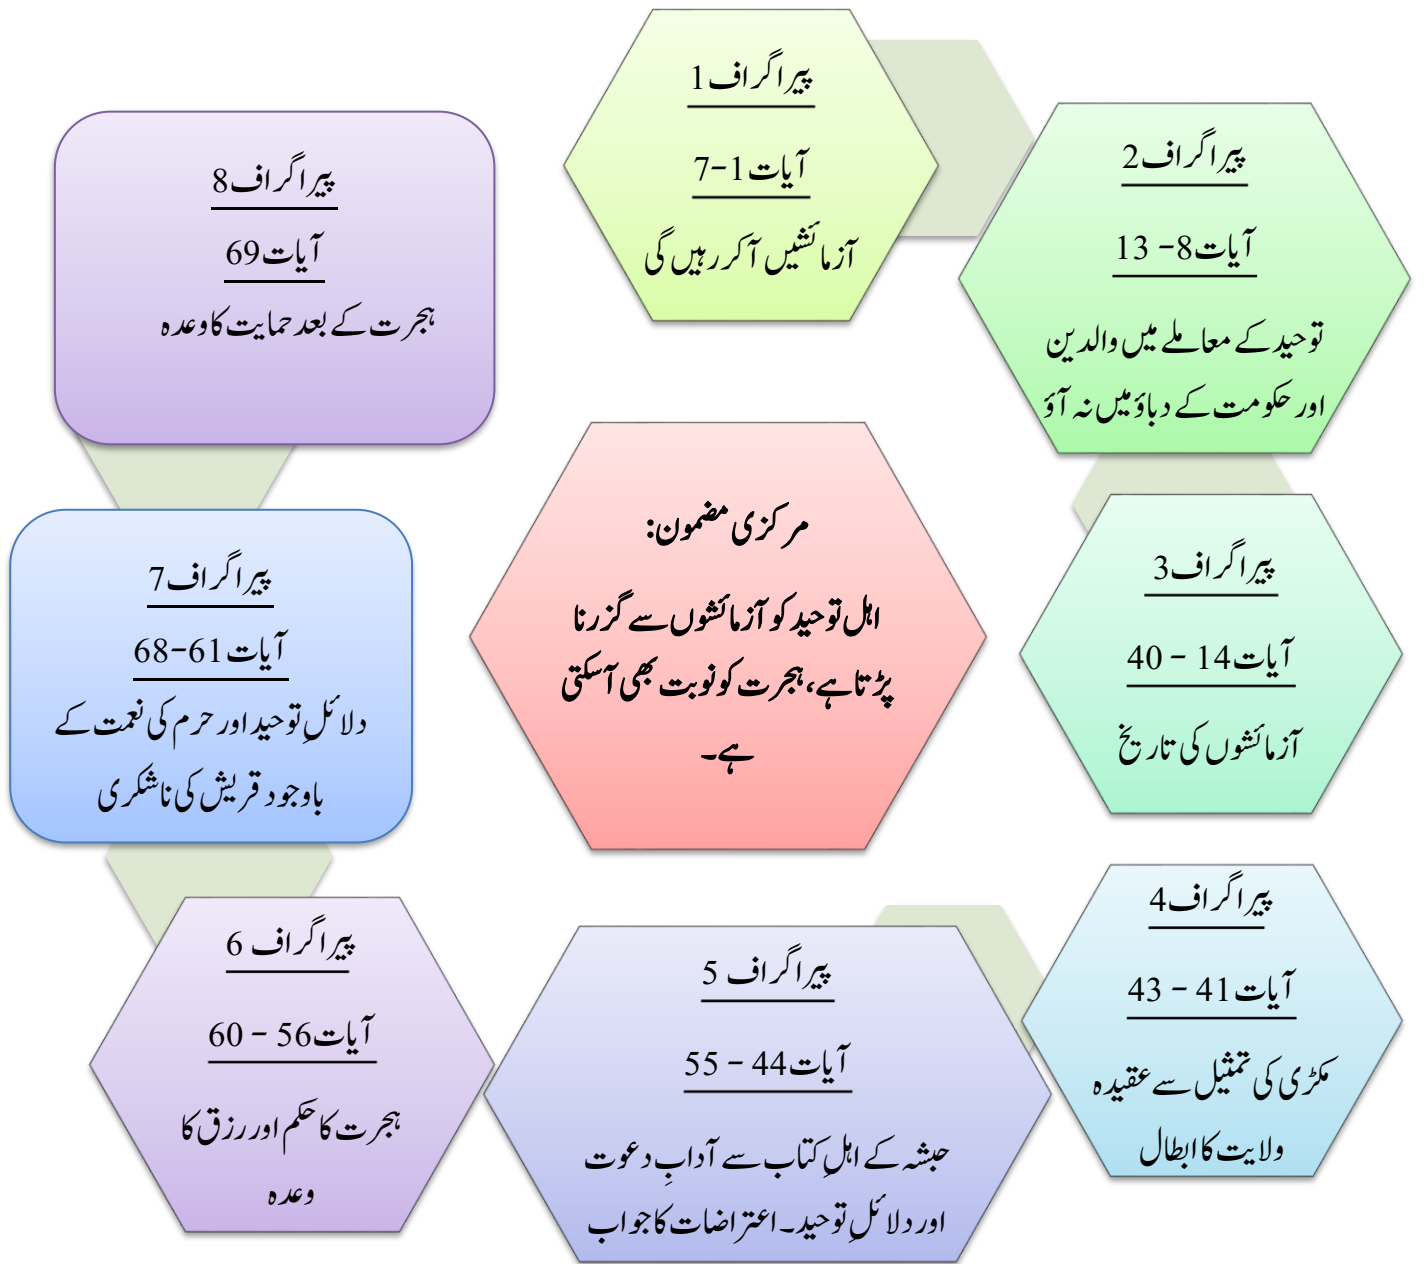 پیراگراف 1
آیات 1-7
آزمائشیں آکر رہیں گی
پیراگراف 2
آیات 8- 13
توحید کے معاملے میں والدین
اور حکومت کے دباؤ میں نہ آؤ
پیراگراف 3
آیات 14 - 40
آزمائشوں کی تاریخ
پیراگراف 4
آیات 41 - 43
مکڑی کی تمثیل سے عقیدہ
ولایت کا ابطال
پیراگراف 5
آیات 44 - 55
حبشہ کے اہلِ کتاب سے آدابِ دعوت
اور دلائلِ توحید۔ اعتراضات کا جواب
پیراگراف 6
آیات 56 - 60
ہجرت کا حکم اور رزق کا
وعدہ
پیراگراف 7
آیات 61-68
دلائلِ توحید اور حرم کی نعمت کے
باوجود قریش کی ناشکری
پیراگراف 8
آیات 69
ہجرت کے بعد حمایت کا وعدہ
مرکزی مضمون:
اہل توحید کو آزمائشوں سے گزرنا
پڑتا ہے، ہجرت کو نوبت بھی آسکتی
ہے۔